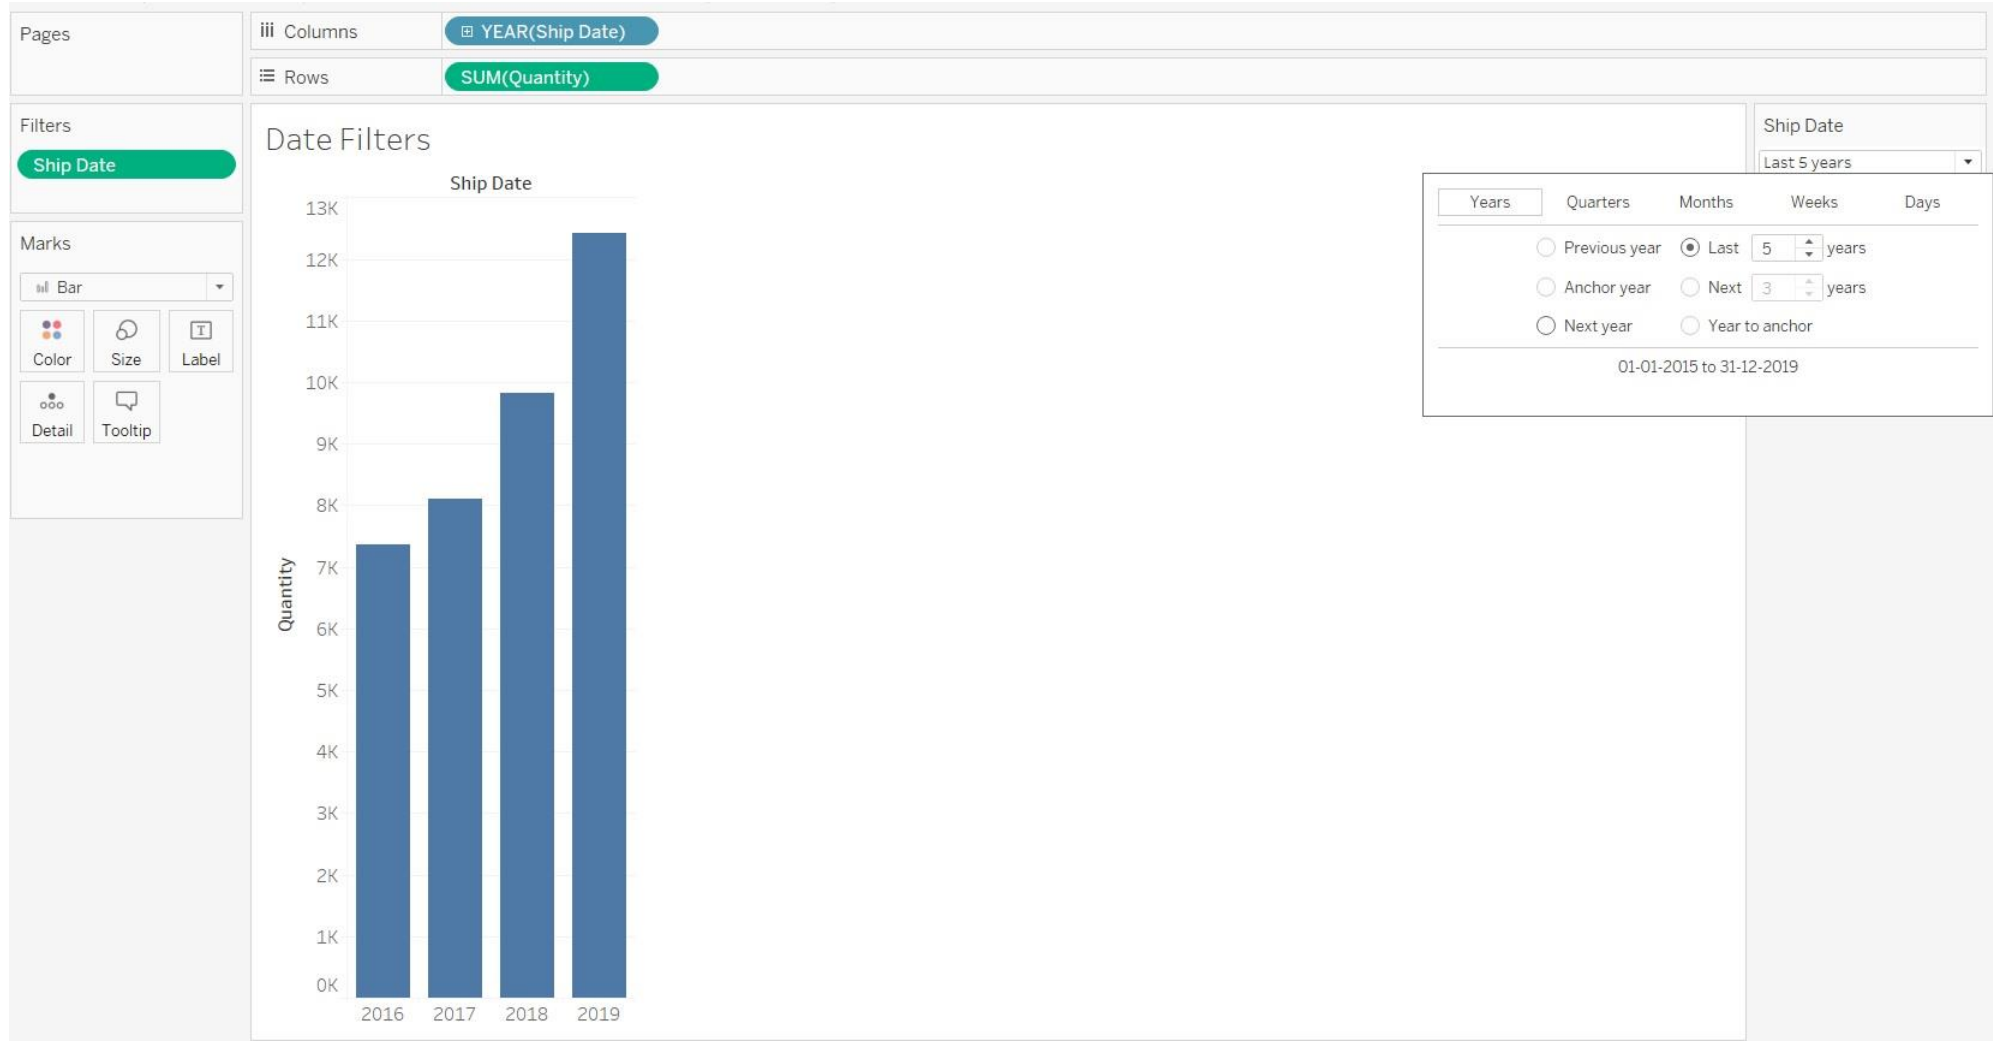 Pages
Columns
YEAR(Ship Date)
Rows
SUM(Quantity)
Filters
Ship Date
Marks
Bar
Color Size Label
Detail Tooltip
Date Filters
Ship Date
13K
12K
11K
10K
9K
8K
7K
6K
5K
4K
3K
2K
1K
0K
Quantity
2016 2017 2018 2019
Ship Date
Last 5 years
Years Quarters Months Weeks Days
Previous year Last 5 years
Anchor year Next 3 years
Next year Year to anchor
01-01-2015 to 31-12-2019